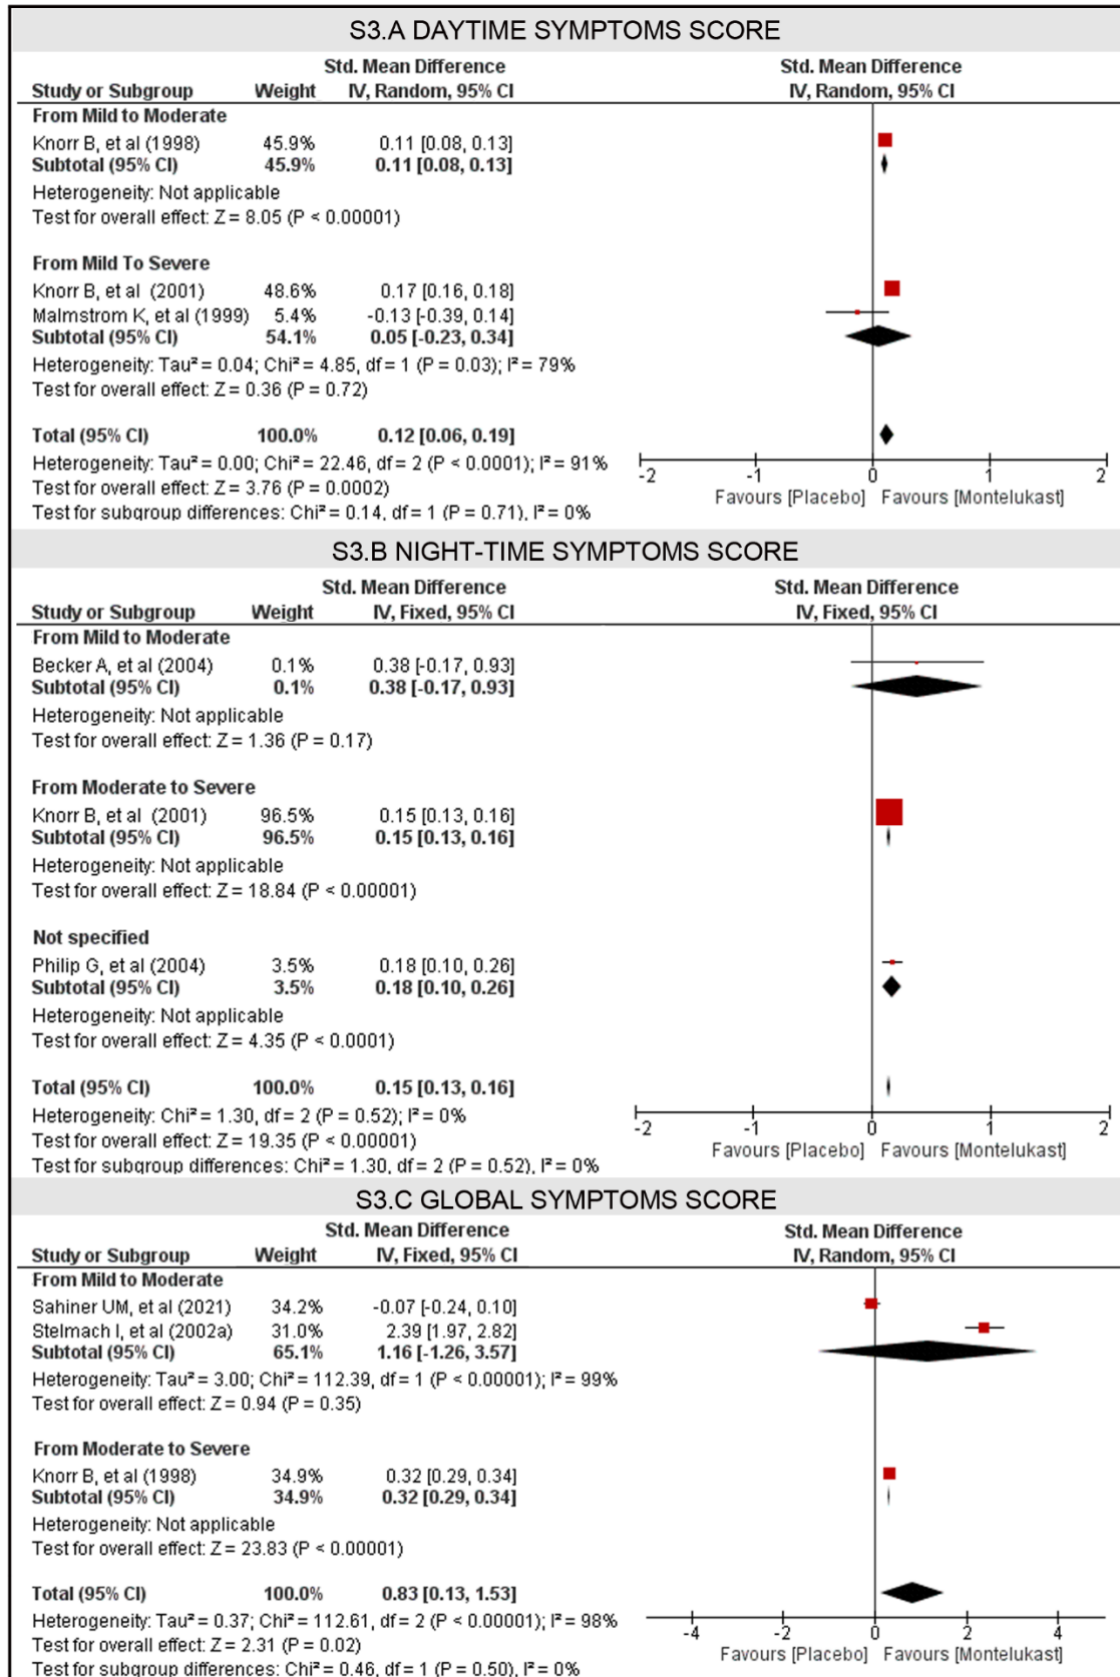 S3.A DAYTIME SYMPTOMS SCORE
Std. Mean Difference Std. Mean Difference
Study or Subgroup Weight IV, Random, 95% CI IV, Random, 95% CI
From Mild to Moderate
Knorr B, et al (1998) 45.9% 0.11 [0.08, 0.13]
Subtotal (95% CI) 45.9% 0.11 [0.08, 0.13]
Heterogeneity: Not applicable
Test for overall effect: Z = 8.05 (P < 0.00001)
From Mild To Severe
Knorr B, et al (2001) 48.6% 0.17 [0.16, 0.18]
Malmstrom K, et al (1999) 5.4% -0.13 [-0.39, 0.14]
Subtotal (95% CI) 54.1% 0.05 [-0.23, 0.34]
Heterogeneity: Tau² = 0.04; Chi² = 4.85, df = 1 (P = 0.03); I² = 79%
Test for overall effect: Z = 0.36 (P = 0.72)
Total (95% CI) 100.0% 0.12 [0.06, 0.19]
Heterogeneity: Tau² = 0.00; Chi² = 22.46, df = 2 (P < 0.0001); I² = 91%
Test for overall effect: Z = 3.76 (P = 0.0002)
Test for subgroup differences: Chi² = 0.14, df = 1 (P = 0.71), I² = 0%
-2 -1 0 1 2
Favours [Placebo] Favours [Montelukast]
S3.B NIGHT-TIME SYMPTOMS SCORE
Std. Mean Difference Std. Mean Difference
Study or Subgroup Weight IV, Fixed, 95% CI IV, Fixed, 95% CI
From Mild to Moderate
Becker A, et al (2004) 0.1% 0.38 [-0.17, 0.93]
Subtotal (95% CI) 0.1% 0.38 [-0.17, 0.93]
Heterogeneity: Not applicable
Test for overall effect: Z = 1.36 (P = 0.17)
From Moderate to Severe
Knorr B, et al (2001) 96.5% 0.15 [0.13, 0.16]
Subtotal (95% CI) 96.5% 0.15 [0.13, 0.16]
Heterogeneity: Not applicable
Test for overall effect: Z = 18.84 (P < 0.00001)
Not specified
Philip G, et al (2004) 3.5% 0.18 [0.10, 0.26]
Subtotal (95% CI) 3.5% 0.18 [0.10, 0.26]
Heterogeneity: Not applicable
Test for overall effect: Z = 4.35 (P < 0.0001)
Total (95% CI) 100.0% 0.15 [0.13, 0.16]
Heterogeneity: Chi² = 1.30, df = 2 (P = 0.52); I² = 0%
Test for overall effect: Z = 19.35 (P < 0.00001)
Test for subgroup differences: Chi² = 1.30, df = 2 (P = 0.52), I² = 0%
-2 -1 0 1 2
Favours [Placebo] Favours [Montelukast]
S3.C GLOBAL SYMPTOMS SCORE
Std. Mean Difference Std. Mean Difference
Study or Subgroup Weight IV, Fixed, 95% CI IV, Random, 95% CI
From Mild to Moderate
Sahiner UM, et al (2021) 34.2% -0.07 [-0.24, 0.10]
Stelmach I, et al (2002a) 31.0% 2.39 [1.97, 2.82]
Subtotal (95% CI) 65.1% 1.16 [-1.26, 3.57]
Heterogeneity: Tau² = 3.00; Chi² = 112.39, df = 1 (P < 0.00001); I² = 99%
Test for overall effect: Z = 0.94 (P = 0.35)
From Moderate to Severe
Knorr B, et al (1998) 34.9% 0.32 [0.29, 0.34]
Subtotal (95% CI) 34.9% 0.32 [0.29, 0.34]
Heterogeneity: Not applicable
Test for overall effect: Z = 23.83 (P < 0.00001)
Total (95% CI) 100.0% 0.83 [0.13, 1.53]
Heterogeneity: Tau² = 0.37; Chi² = 112.61, df = 2 (P < 0.00001); I² = 98%
Test for overall effect: Z = 2.31 (P = 0.02)
Test for subgroup differences: Chi² = 0.46, df = 1 (P = 0.50), I² = 0%
-4 -2 0 2 4
Favours [Placebo] Favours [Montelukast]